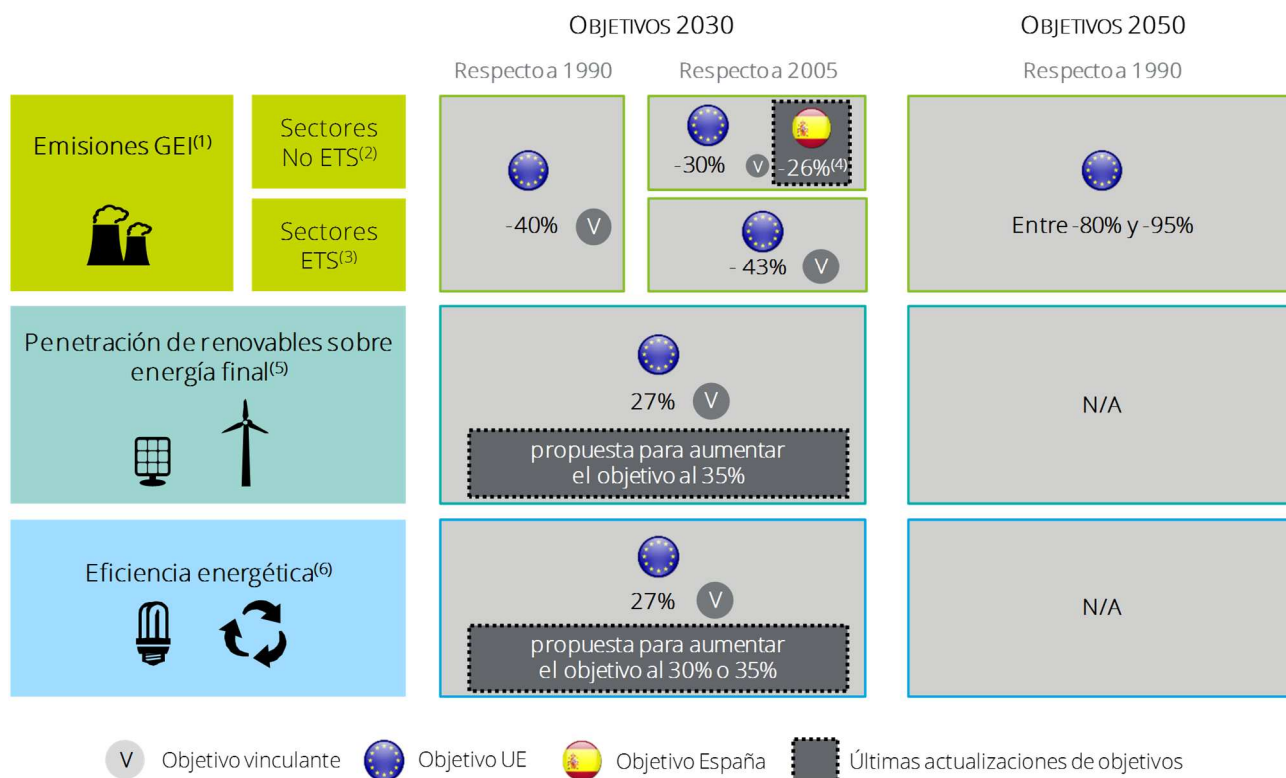 OBJETIVOS 2030
OBJETIVOS 2050
Respecto a 1990
Respecto a 2005
Respecto a 1990
Emisiones GEI(1)
Sectores
No ETS(2)
Sectores
ETS(3)
-40% V
-30% V
-26%(4)
- 43% V
Entre -80% y -95%
Penetración de renovables sobre
energía final(5)
27% V
propuesta para aumentar
el objetivo al 35%
N/A
Eficiencia energética(6)
27% V
propuesta para aumentar
el objetivo al 30% o 35%
N/A
V Objetivo vinculante
Objetivo UE
Objetivo España
Últimas actualizaciones de objetivos